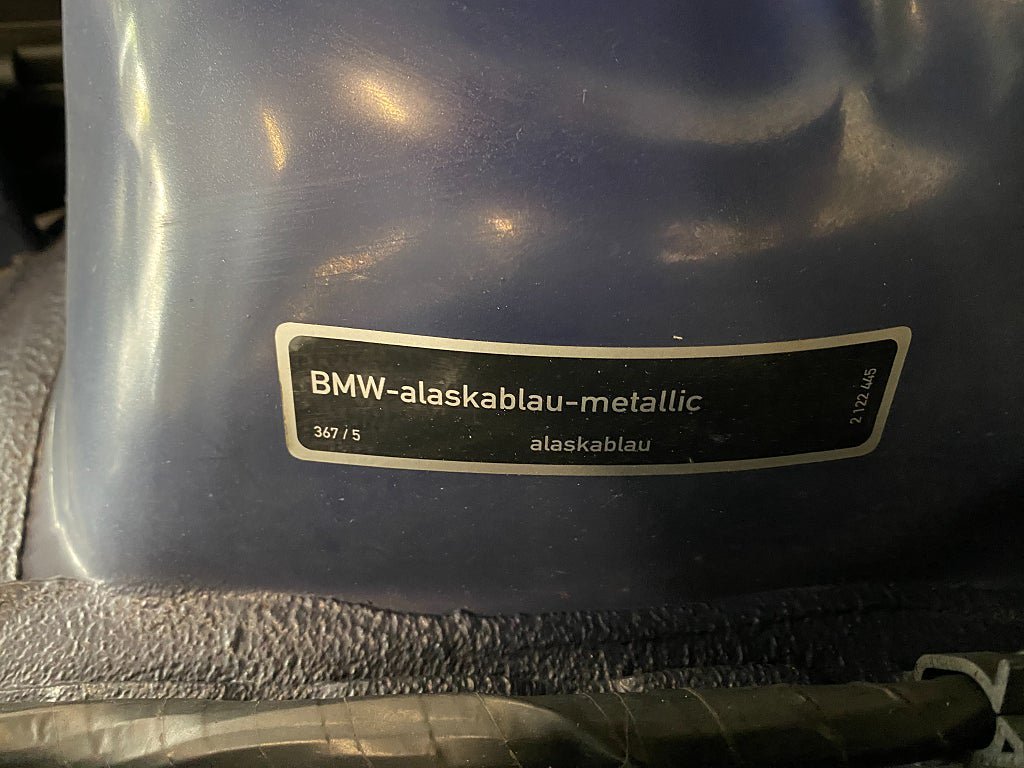 BMW-alaskablau-metallic
367 / 5
alaskablau
2 122 445